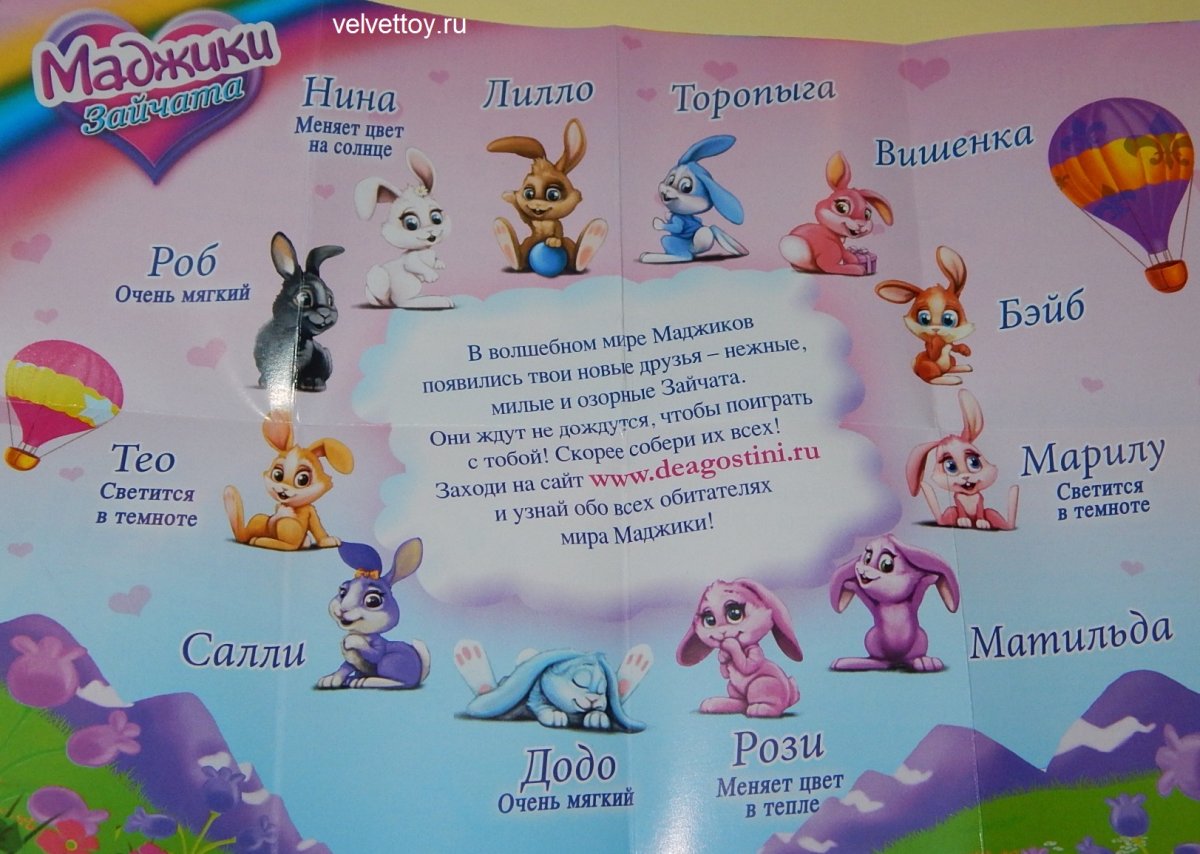 velvettoy.ru
Маджики
Зайчата
Нина
Меняет цвет
на солнце
Лилло
Торопыга
Вишенка
Роб
Очень мягкий
Бэйб
В волшебном мире Маджиков
появились твои новые друзья – нежные,
милые и озорные Зайчата.
Они ждут не дождутся, чтобы поиграть
с тобой! Скорее собери их всех!
Заходи на сайт www.deagostini.ru
и узнай обо всех обитателях
мира Маджики!
Тео
Светится
в темноте
Марилу
Светится
в темноте
Салли
Матильда
Додо
Очень мягкий
Рози
Меняет цвет
в тепле